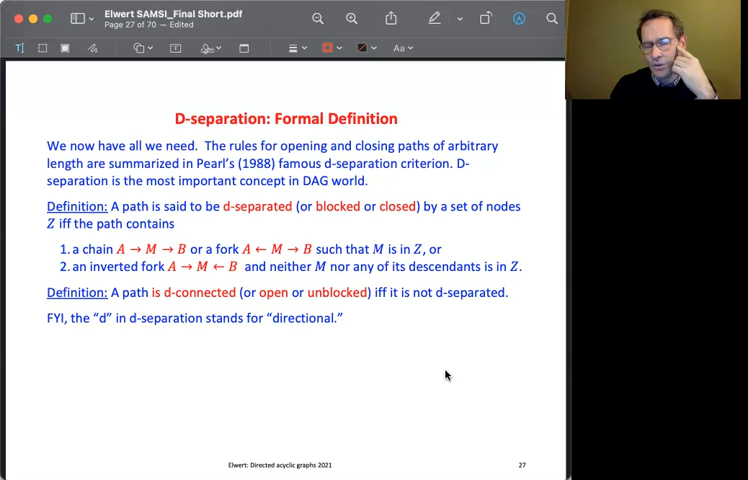 Elwert SAMSI_Final Short.pdf
Page 27 of 70 – Edited
Aa
D-separation: Formal Definition
We now have all we need. The rules for opening and closing paths of arbitrary
length are summarized in Pearl's (1988) famous d-separation criterion. D-
separation is the most important concept in DAG world.
Definition: A path is said to be d-separated (or blocked or closed) by a set of nodes
Z iff the path contains
1. a chain A → M → B or a fork A ← M → B such that M is in Z, or
2. an inverted fork A → M ← B and neither M nor any of its descendants is in Z.
Definition: A path is d-connected (or open or unblocked) iff it is not d-separated.
FYI, the "d" in d-separation stands for "directional."
Elwert: Directed acyclic graphs 2021
27